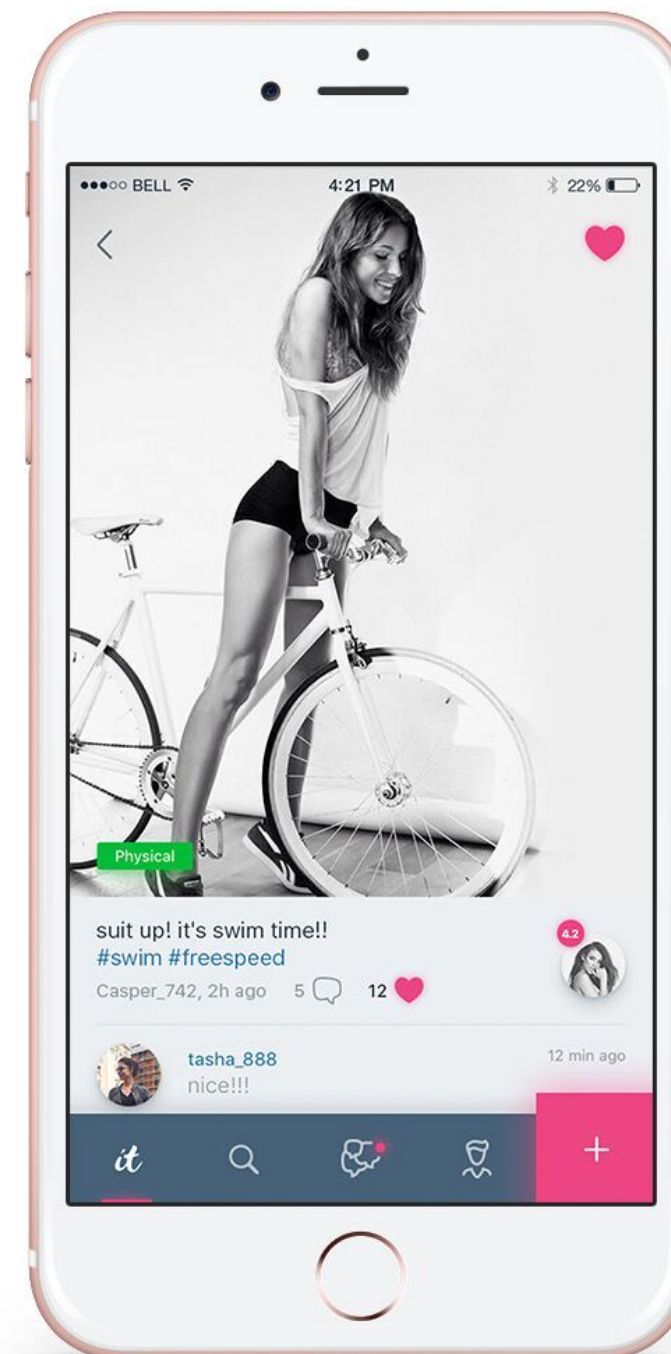 BELL 4:21 PM 22%
Physical
suit up! it's swim time!!
#swim #freespeed
4.2
Casper_742, 2h ago 5 12
tasha_888 12 min ago
nice!!!
it